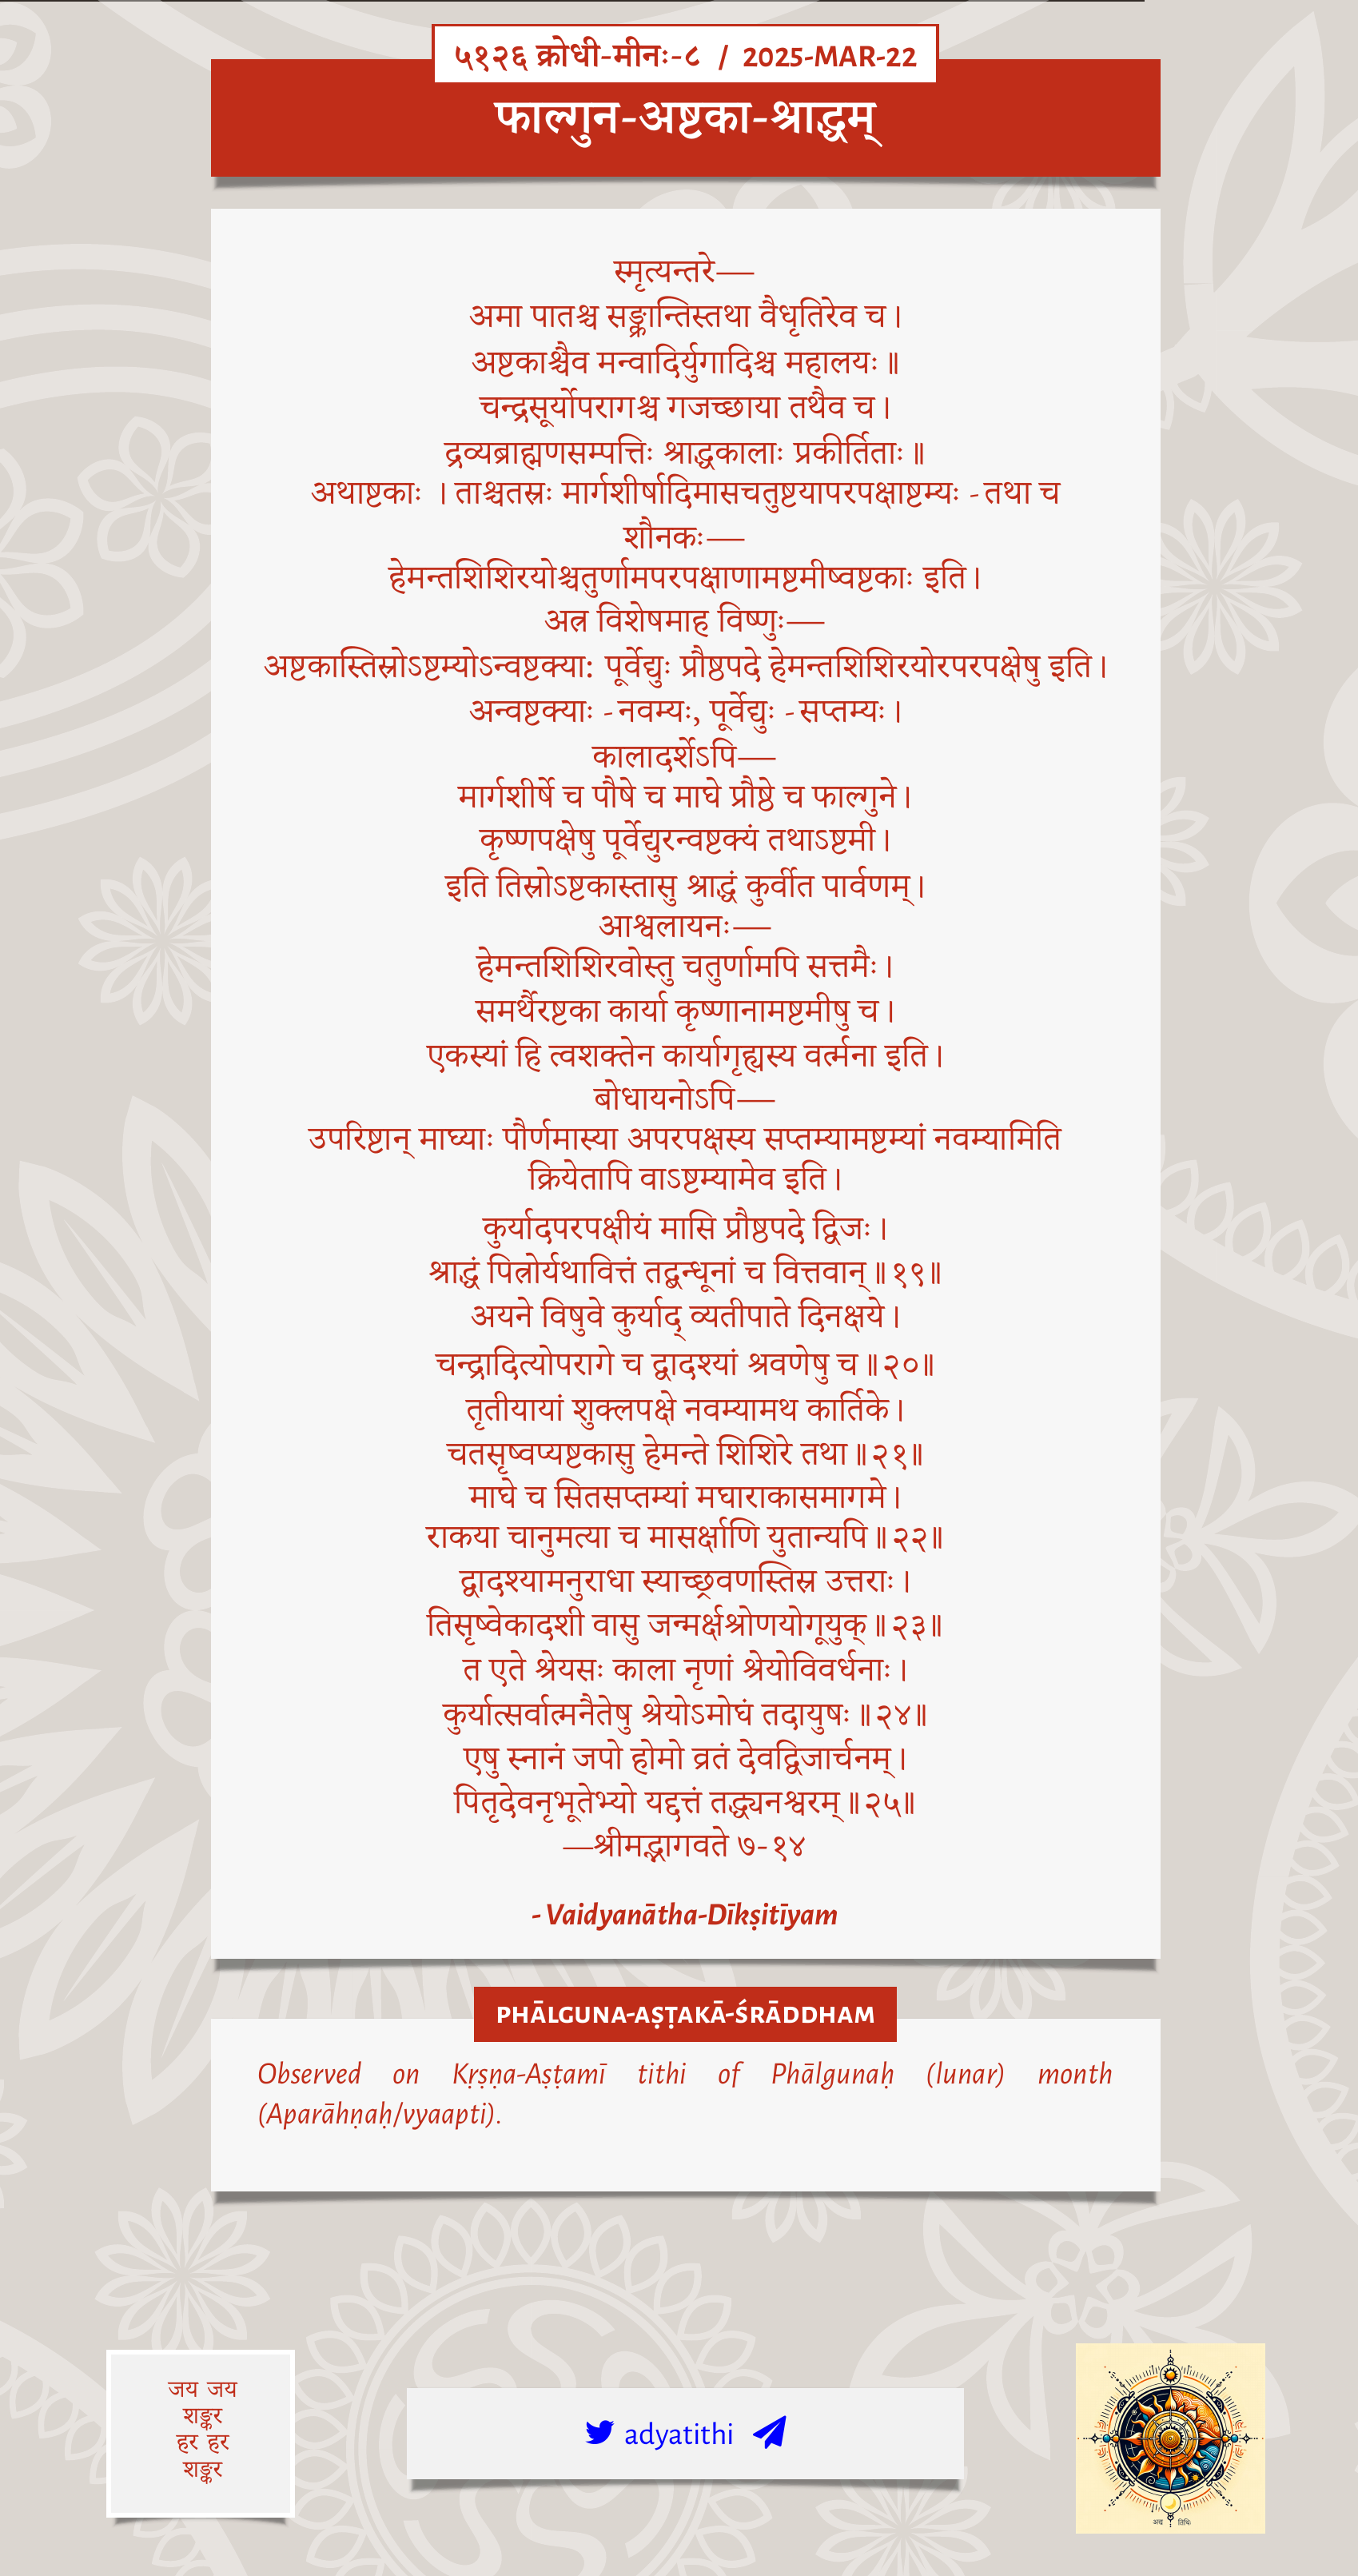 ५१२६ क्रोधी-मीनः-८ / 2025-MAR-22
फाल्गुन-अष्टका-श्राद्धम्
स्मृत्यन्तरे—
अमा पातश्च सङ्क्रान्तिस्तथा वैधृतिरेव च।
अष्टकाश्चैव मन्वादिर्युगादिश्च महालयः॥
चन्द्रसूर्योपरागश्च गजच्छाया तथैव च।
द्रव्यब्राह्मणसम्पत्तिः श्राद्धकालाः प्रकीर्तिताः॥
अथाष्टकाः । ताश्चतस्रः मार्गशीर्षादिमासचतुष्टयापरपक्षाष्टम्यः - तथा च
शौनकः—
हेमन्तशिशिरयोश्चतुर्णामपरपक्षाणामष्टमीष्वष्टकाः इति।
अत्र विशेषमाह विष्णुः—
अष्टकास्तिस्रोऽष्टम्योऽन्वष्टक्या: पूर्वेद्युः प्रौष्ठपदे हेमन्तशिशिरयोरपरपक्षेषु इति।
अन्वष्टक्याः - नवम्यः, पूर्वेद्युः - सप्तम्यः।
कालादर्शेऽपि—
मार्गशीर्षे च पौषे च माघे प्रौष्ठे च फाल्गुने।
कृष्णपक्षेषु पूर्वेद्युरन्वष्टक्यं तथाऽष्टमी।
इति तिस्रोऽष्टकास्तासु श्राद्धं कुर्वीत पार्वणम्।
आश्वलायनः—
हेमन्तशिशिरवोस्तु चतुर्णामपि सत्तमैः।
समर्थैरष्टका कार्या कृष्णानामष्टमीषु च।
एकस्यां हि त्वशक्तेन कार्यागृह्यस्य वर्त्मना इति।
बोधायनोऽपि—
उपरिष्टान् माघ्याः पौर्णमास्या अपरपक्षस्य सप्तम्यामष्टम्यां नवम्यामिति
क्रियेतापि वाऽष्टम्यामेव इति।
कुर्यादपरपक्षीयं मासि प्रौष्ठपदे द्विजः।
श्राद्धं पित्रोर्यथावित्तं तद्बन्धूनां च वित्तवान्॥१९॥
अयने विषुवे कुर्याद् व्यतीपाते दिनक्षये।
चन्द्रादित्योपरागे च द्वादश्यां श्रवणेषु च॥२०॥
तृतीयायां शुक्लपक्षे नवम्यामथ कार्तिके।
चतसृष्वप्यष्टकासु हेमन्ते शिशिरे तथा॥२१॥
माघे च सितसप्तम्यां मघाराकासमागमे।
राकया चानुमत्या च मासर्क्षाणि युतान्यपि॥२२॥
द्वादश्यामनुराधा स्याच्छ्रवणस्तिस्र उत्तराः।
तिसृष्वेकादशी वासु जन्मर्क्षश्रोणयोगूयुक्॥२३॥
त एते श्रेयसः काला नृणां श्रेयोविवर्धनाः।
कुर्यात्सर्वात्मनैतेषु श्रेयोऽमोघं तदायुषः॥२४॥
एषु स्नानं जपो होमो व्रतं देवद्विजार्चनम्।
पितृदेवनृभूतेभ्यो यद्दत्तं तद्ध्यनश्वरम्॥२५॥
—श्रीमद्भागवते ७-१४
- Vaidyanātha-Dīkṣitīyam
PHĀLGUNA-AṢṬAKĀ-ŚRĀDDHAM
Observed on Kṛṣṇa-Aṣṭamī tithi of Phālgunaḥ (lunar) month
(Aparāhṇaḥ/vyaapti).
जय जय
शङ्कर
हर हर
शङ्कर
adyatithi
अद्य तिथिः